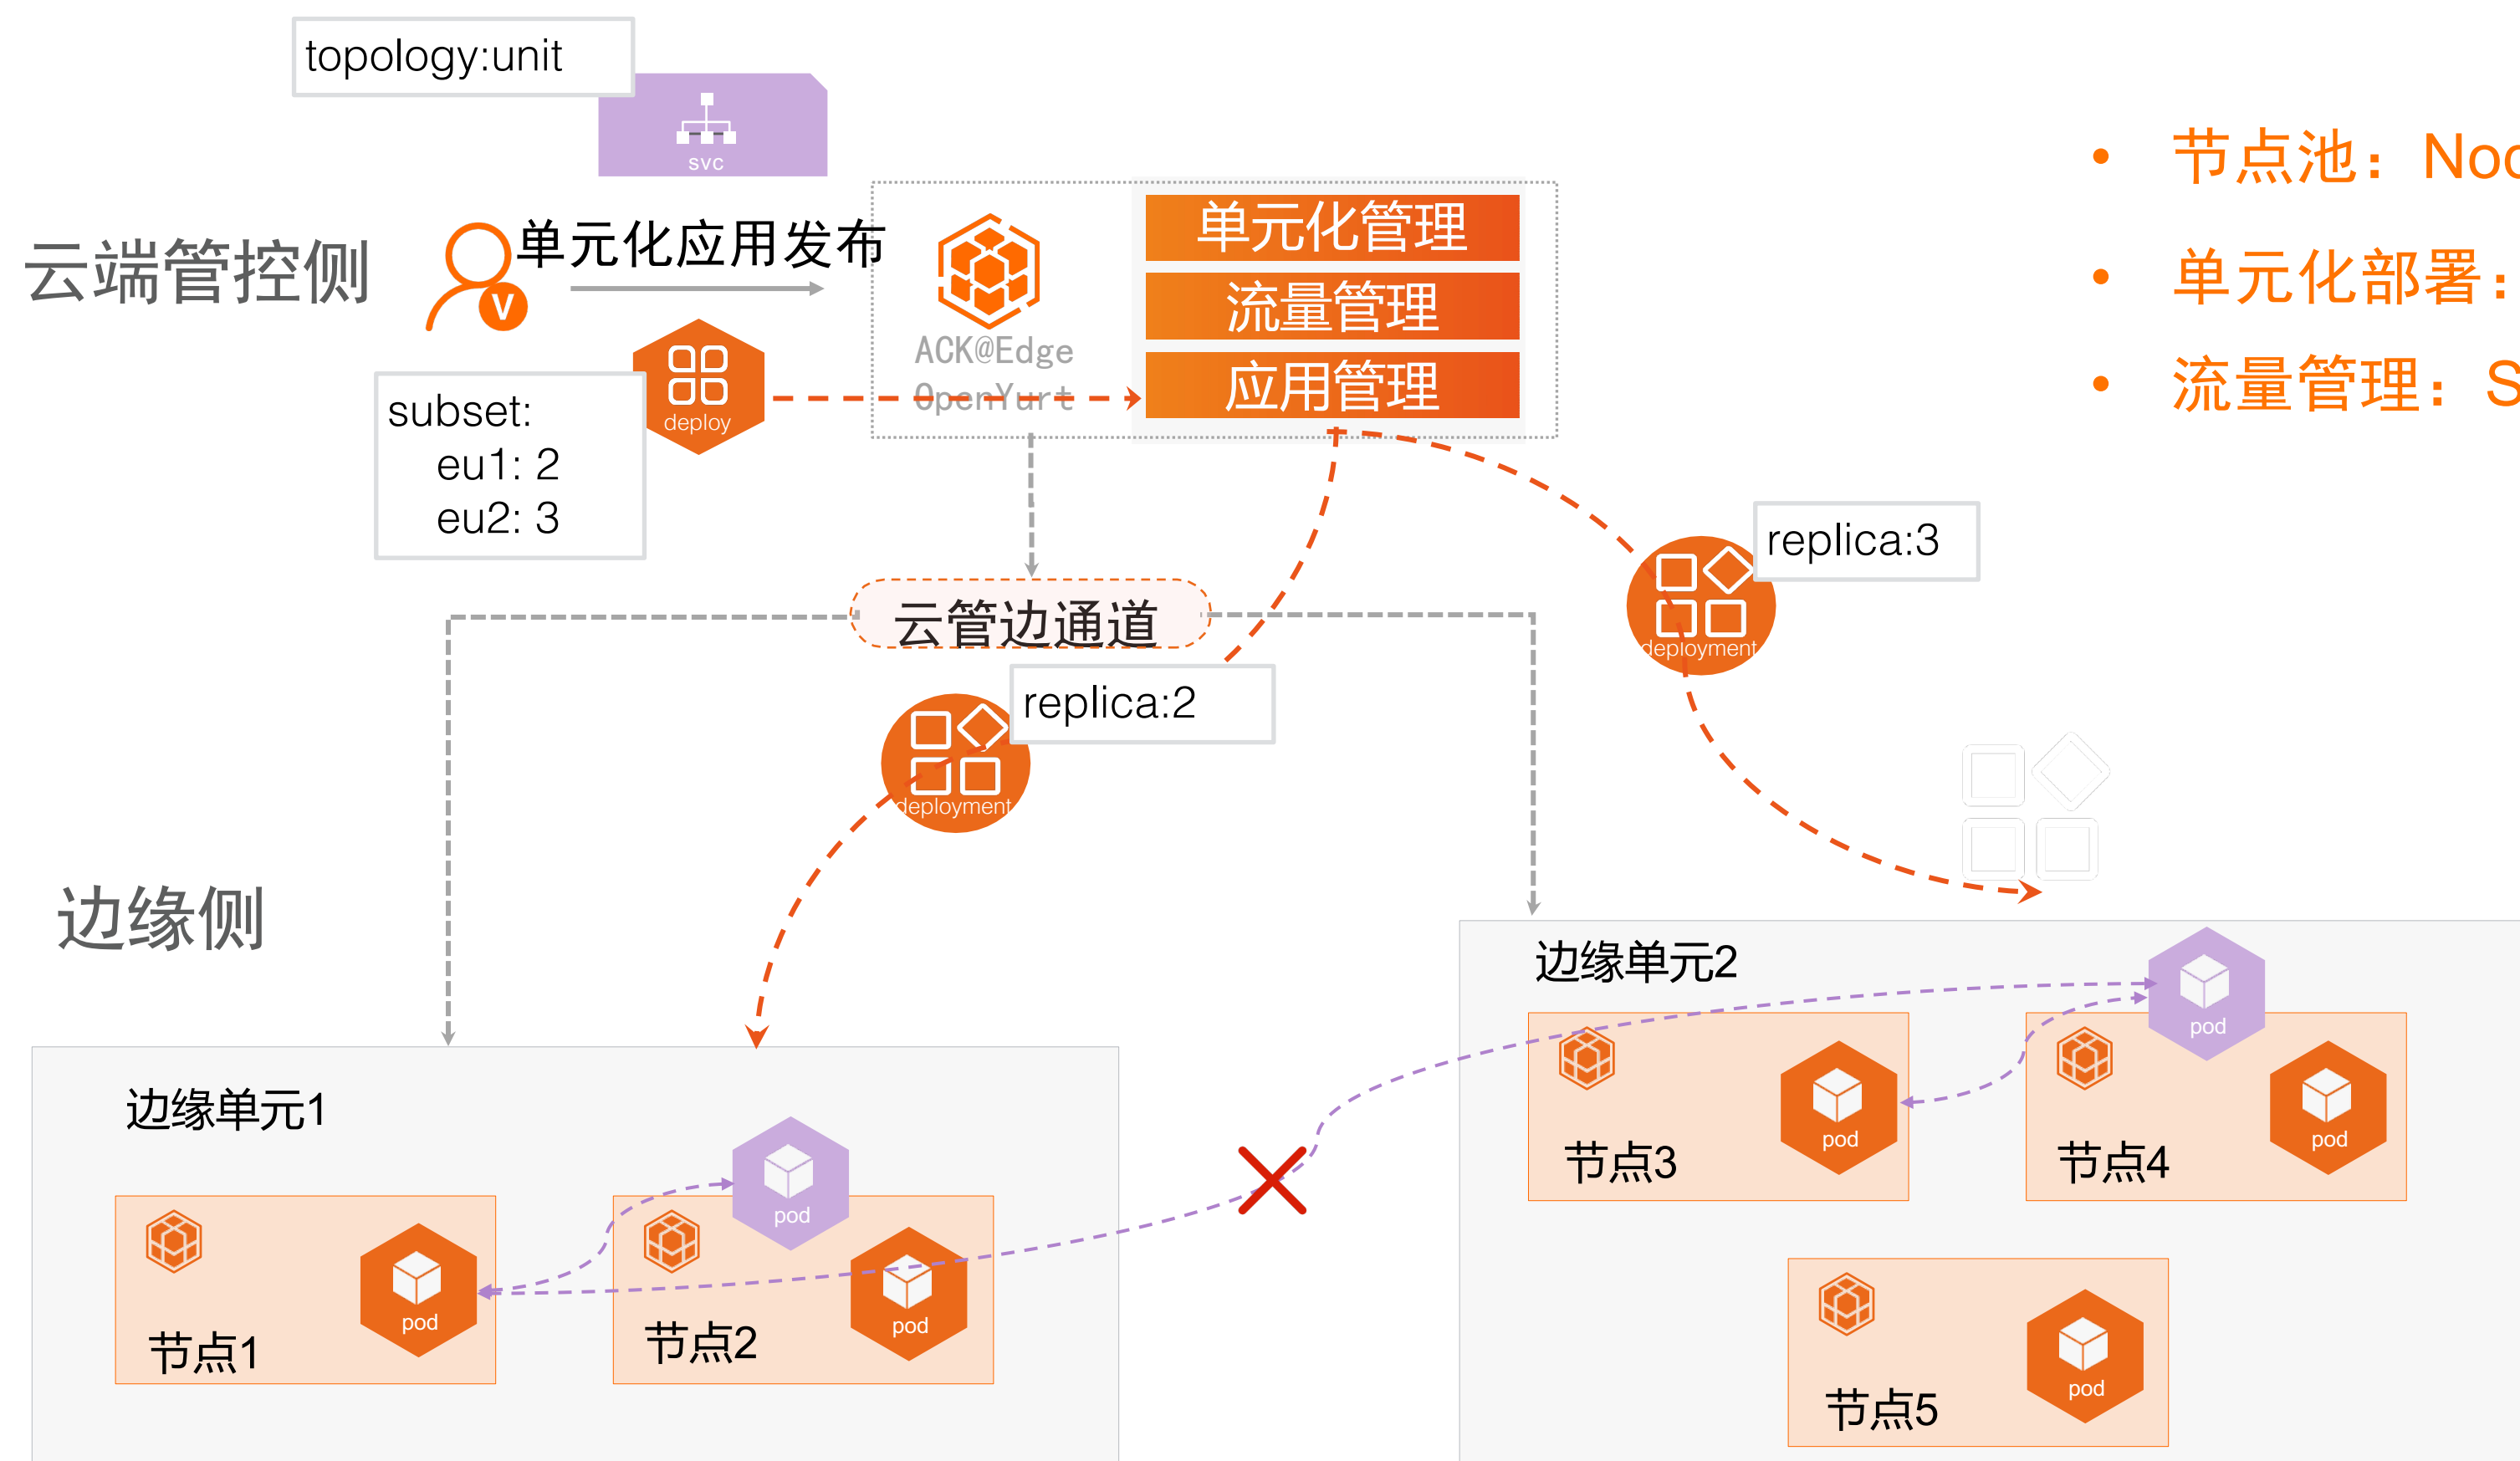 topology:unit
svc
云端管控侧
单元化应用发布
V
ACK@Edge
OpenYurt
单元化管理
流量管理
应用管理
• 节点池：Nod
• 单元化部署：
• 流量管理：S
deploy
subset:
eu1: 2
eu2: 3
replica:3
deployment
云管边通道
replica:2
deployment
边缘侧
边缘单元2
pod
节点3
pod
节点4
pod
节点5
pod
边缘单元1
pod
节点1
pod
节点2
pod